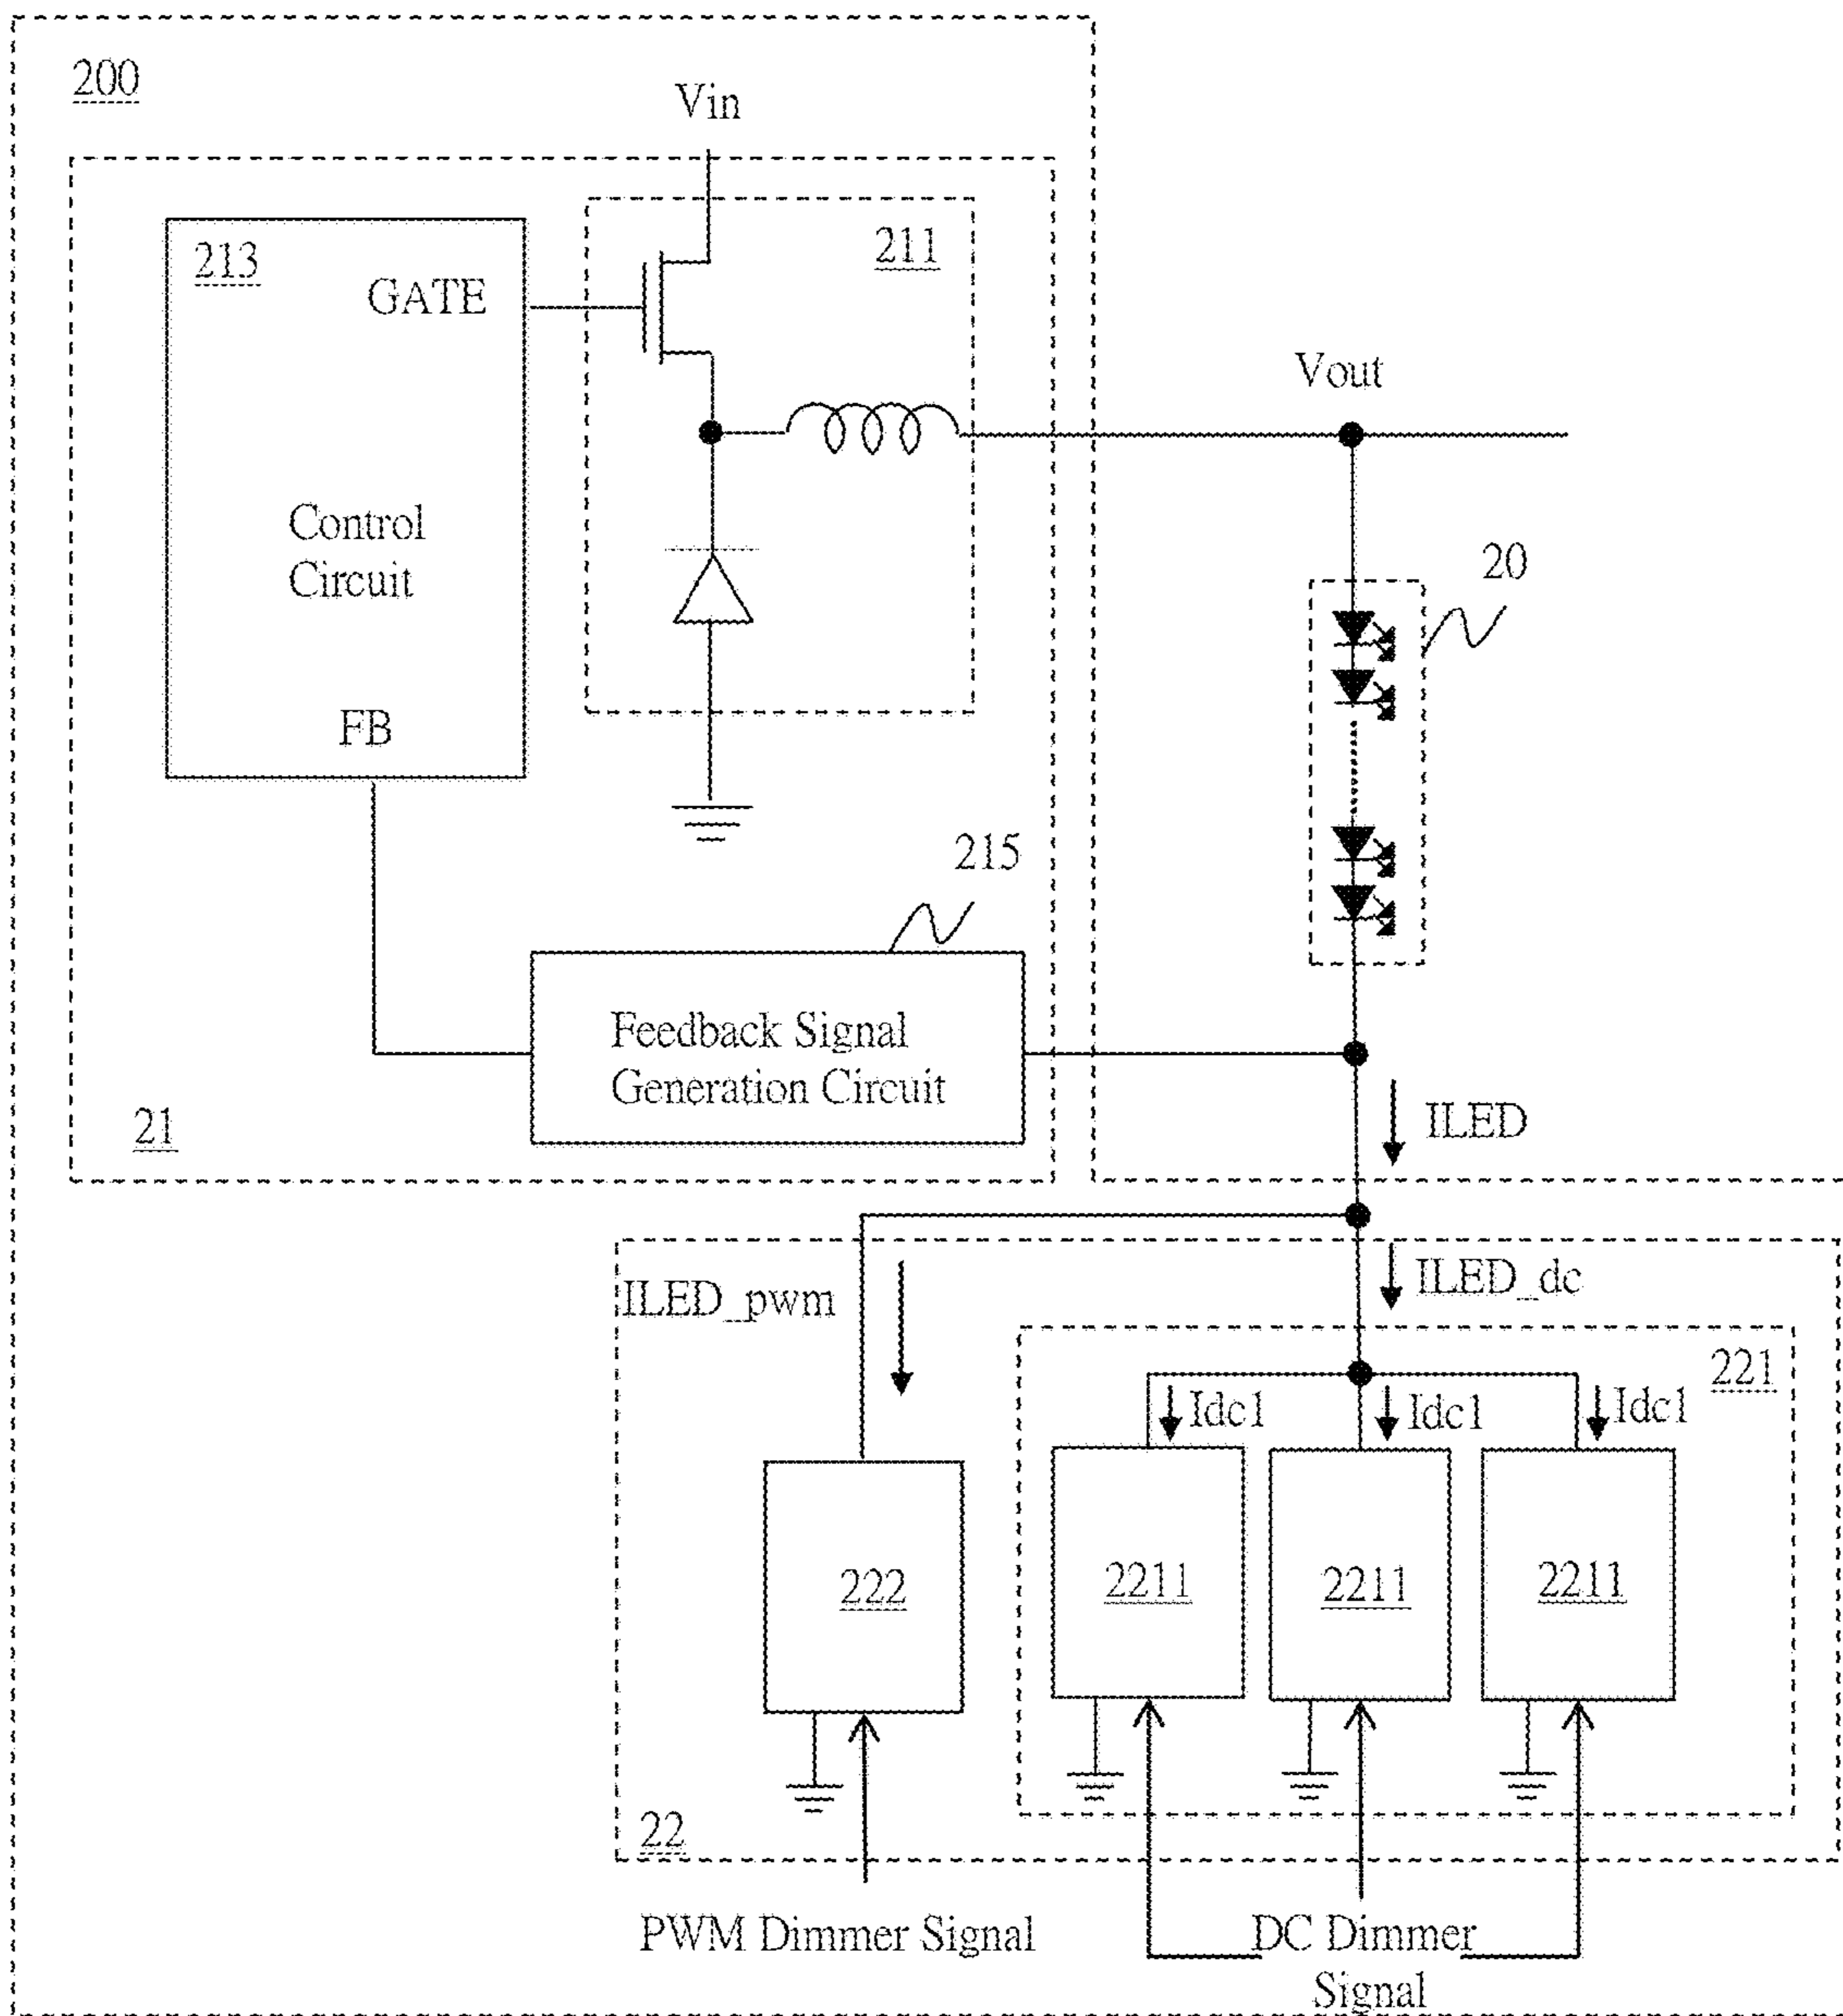 200
Vin
213
GATE
211
Vout
Control
Circuit
20
FB
215
Feedback Signal
Generation Circuit
21
ILED
ILED_pwm
ILED_dc
221
Idc1
Idc1
Idc1
222
2211
2211
2211
22
PWM Dimmer Signal
DC Dimmer
Signal